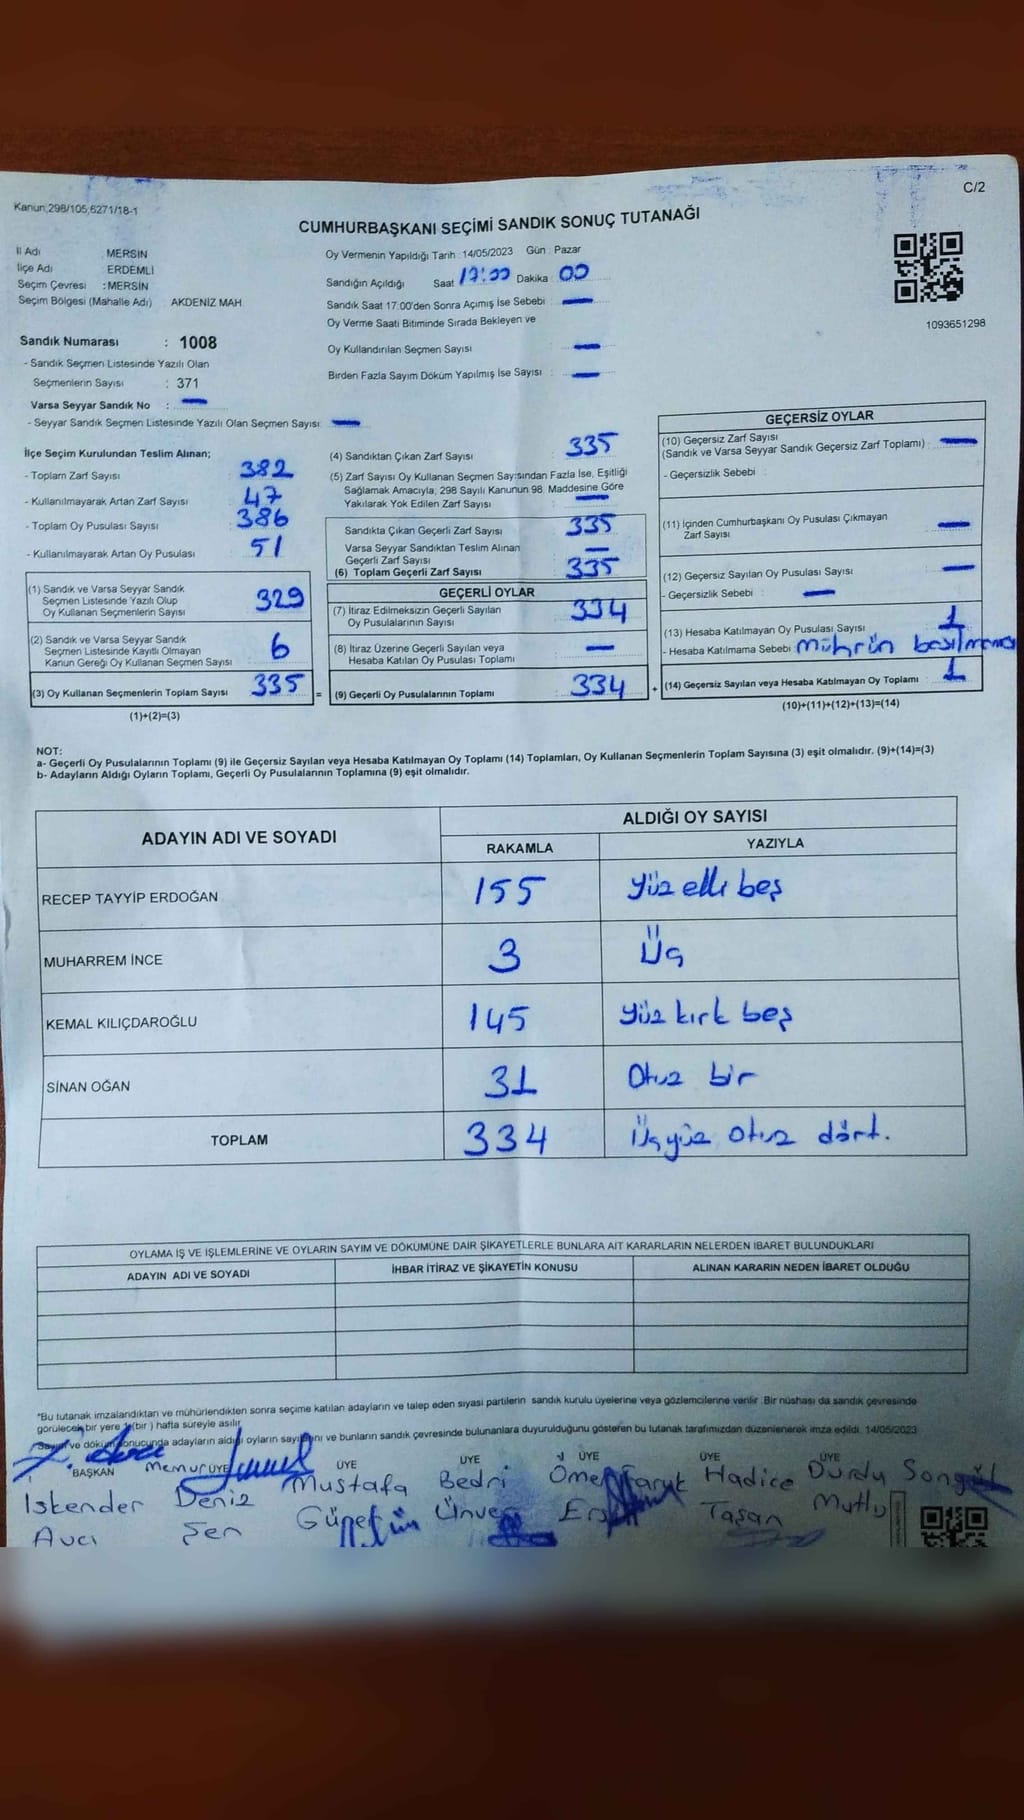 C/2
Kanun;298/105,6271/18-1
CUMHURBAŞKANI SEÇİMİ SANDIK SONUÇ TUTANAĞI
İl Adı MERSİN
İlçe Adı ERDEMLİ
Seçim Çevresi : MERSİN
Seçim Bölgesi (Mahalle Adı) AKDENİZ MAH.
Sandık Numarası : 1008
- Sandık Seçmen Listesinde Yazılı Olan
Seçmenlerin Sayısı : 371
Varsa Seyyar Sandık No : —
- Seyyar Sandık Seçmen Listesinde Yazılı Olan Seçmen Sayısı: —
Oy Vermenin Yapıldığı Tarih : 14/05/2023 Gün : Pazar
Sandığın Açıldığı Saat 17:00 Dakika : 00
Sandık Saat 17.00'den Sonra Açımış İse Sebebi : —
Oy Verme Saati Bitiminde Sırada Bekleyen ve
Oy Kullandırılan Seçmen Sayısı : —
Birden Fazla Sayım Döküm Yapılmış İse Sayısı : —
1093651298
İlçe Seçim Kurulundan Teslim Alınan;
- Toplam Zarf Sayısı 382
- Kullanılmayarak Artan Zarf Sayısı 47
- Toplam Oy Pusulası Sayısı 386
- Kullanılmayarak Artan Oy Pusulası 51
(1) Sandık ve Varsa Seyyar Sandık
Seçmen Listesinde Yazılı Olup
Oy Kullanan Seçmenlerin Sayısı 329
(2) Sandık ve Varsa Seyyar Sandık
Seçmen Listesinde Kayıtlı Olmayan
Kanun Gereği Oy Kullanan Seçmen Sayısı 6
(3) Oy Kullanan Seçmenlerin Toplam Sayısı 335 =
(1)+(2)=(3)
(4) Sandıktan Çıkan Zarf Sayısı 335
(5) Zarf Sayısı Oy Kullanan Seçmen Sayısından Fazla İse, Eşitliği
Sağlamak Amacıyla, 298 Sayılı Kanunun 98. Maddesine Göre
Yakılarak Yok Edilen Zarf Sayısı : —
Sandıkta Çıkan Geçerli Zarf Sayısı 335
Varsa Seyyar Sandıktan Teslim Alınan
Geçerli Zarf Sayısı —
(6) Toplam Geçerli Zarf Sayısı 335
GEÇERLİ OYLAR
(7) İtiraz Edilmeksizin Geçerli Sayılan
Oy Pusulalarının Sayısı 334
(8) İtiraz Üzerine Geçerli Sayılan veya
Hesaba Katılan Oy Pusulası Toplamı —
(9) Geçerli Oy Pusulalarının Toplamı 334 +
GEÇERSİZ OYLAR
(10) Geçersiz Zarf Sayısı
(Sandık ve Varsa Seyyar Sandık Geçersiz Zarf Toplamı) : —
- Geçersizlik Sebebi :
(11) İçinden Cumhurbaşkanı Oy Pusulası Çıkmayan
Zarf Sayısı —
(12) Geçersiz Sayılan Oy Pusulası Sayısı : —
- Geçersizlik Sebebi : —
(13) Hesaba Katılmayan Oy Pusulası Sayısı 1
- Hesaba Katılmama Sebebi : mührün basılmaması
(14) Geçersiz Sayılan veya Hesaba Katılmayan Oy Toplamı 1
(10)+(11)+(12)+(13)=(14)
NOT:
a- Geçerli Oy Pusulalarının Toplamı (9) ile Geçersiz Sayılan veya Hesaba Katılmayan Oy Toplamı (14) Toplamları, Oy Kullanan Seçmenlerin Toplam Sayısına (3) eşit olmalıdır. (9)+(14)=(3)
b- Adayların Aldığı Oyların Toplamı, Geçerli Oy Pusulalarının Toplamına (9) eşit olmalıdır.
ADAYIN ADI VE SOYADI ALDIĞI OY SAYISI
RAKAMLA YAZIYLA
RECEP TAYYİP ERDOĞAN 155 Yüz elli beş
MUHARREM İNCE 3 Üç
KEMAL KILIÇDAROĞLU 145 Yüz kırk beş
SİNAN OĞAN 31 Otuz bir
TOPLAM 334 Üçyüz otuz dört.
OYLAMA İŞ VE İŞLEMLERİNE VE OYLARIN SAYIM VE DÖKÜMÜNE DAİR ŞİKAYETLERLE BUNLARA AİT KARARLARIN NELERDEN İBARET BULUNDUKLARI
ADAYIN ADI VE SOYADI İHBAR İTİRAZ VE ŞİKAYETİN KONUSU ALINAN KARARIN NEDEN İBARET OLDUĞU
*Bu tutanak imzalandıktan ve mühürlendikten sonra seçime katılan adayların ve talep eden siyasi partilerin sandık kurulu üyelerine veya gözlemcilerine verilir. Bir nüshası da sandık çevresinde
görülecek bir yere 1 (bir) hafta süreyle asılır.
Sayım ve döküm sonucunda adayların aldığı oyların sayısını ve bunların sandık çevresinde bulunanlara duyurulduğunu gösteren bu tutanak tarafımızdan düzenlenerek imza edildi. 14/05/2023
BAŞKAN Memur ÜYE ÜYE ÜYE ÜYE ÜYE ÜYE
İskender Deniz Mustafa Bedri Ömer Faruk Hadice Durdu Songül
Avcı Şen Taşan Mutlu